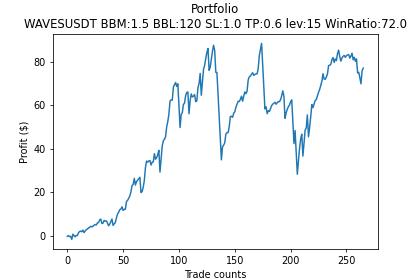 Portfolio
WAVESUSDT BBM:1.5 BBL:120 SL:1.0 TP:0.6 lev:15 WinRatio:72.0
80
60
40
20
0
Profit ($)
0 50 100 150 200 250
Trade counts